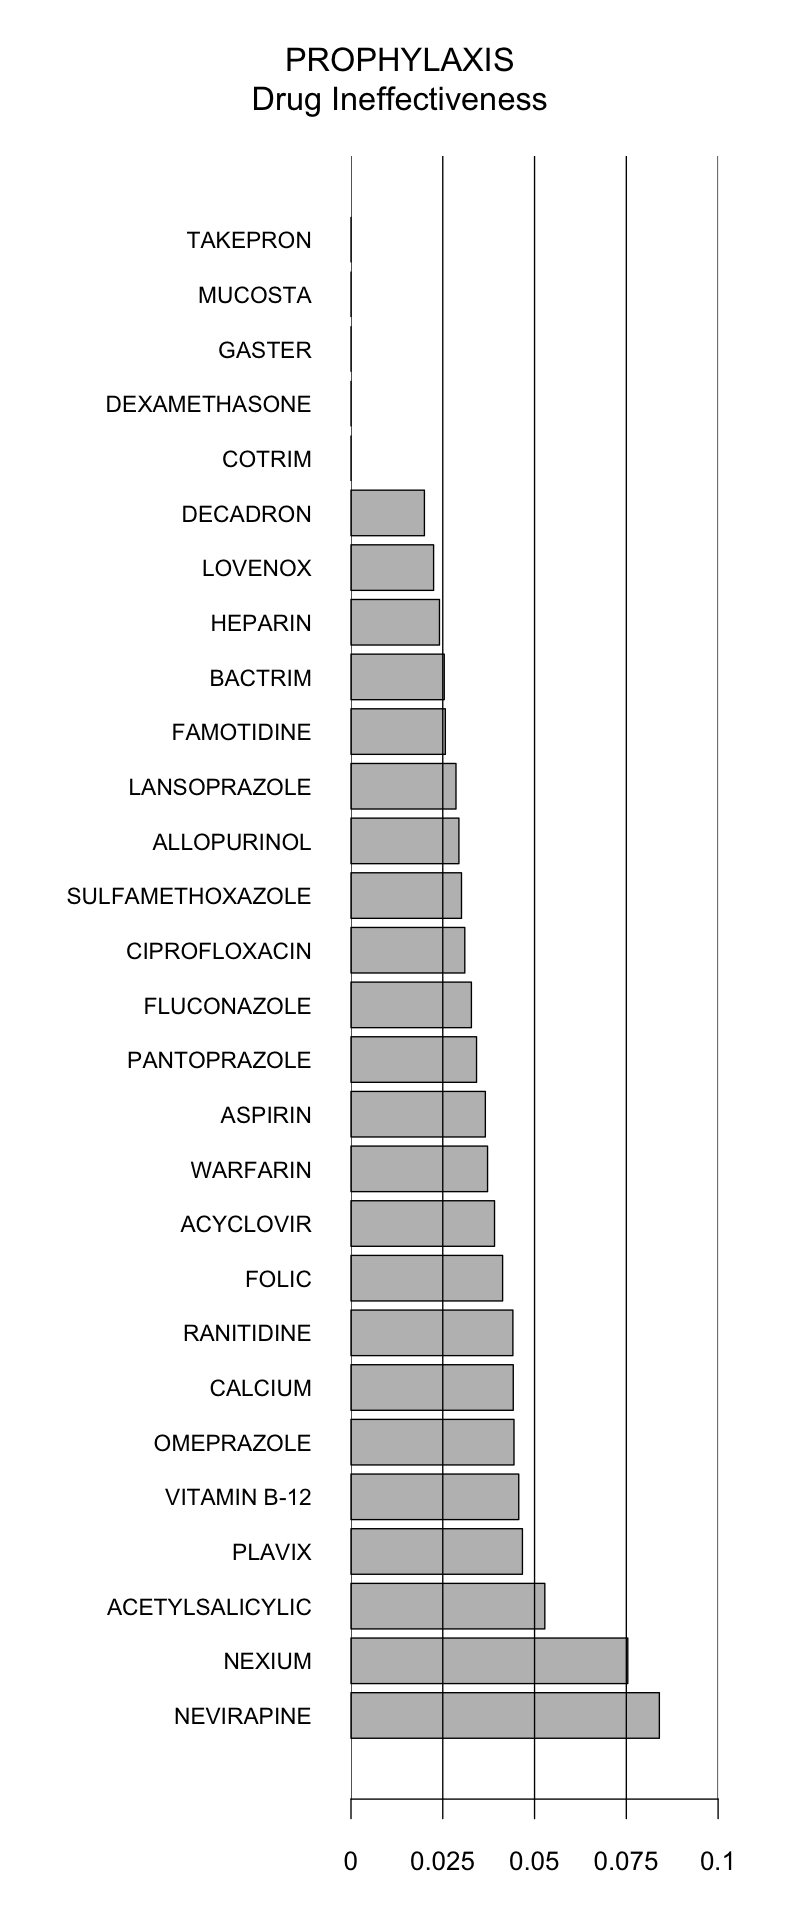 PROPHYLAXIS
Drug Ineffectiveness
TAKEPRON
MUCOSTA
GASTER
DEXAMETHASONE
COTRIM
DECADRON
LOVENOX
HEPARIN
BACTRIM
FAMOTIDINE
LANSOPRAZOLE
ALLOPURINOL
SULFAMETHOXAZOLE
CIPROFLOXACIN
FLUCONAZOLE
PANTOPRAZOLE
ASPIRIN
WARFARIN
ACYCLOVIR
FOLIC
RANITIDINE
CALCIUM
OMEPRAZOLE
VITAMIN B-12
PLAVIX
ACETYLSALICYLIC
NEXIUM
NEVIRAPINE
0 0.025 0.05 0.075 0.1